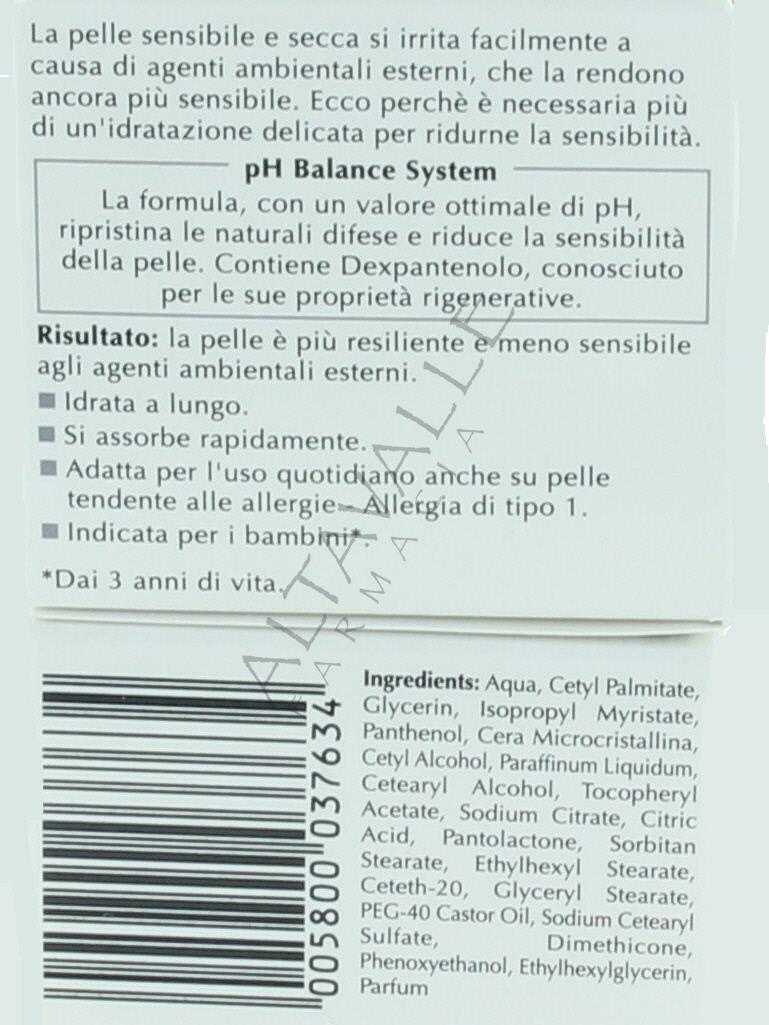 La pelle sensibile e secca si irrita facilmente a
causa di agenti ambientali esterni, che la rendono
ancora più sensibile. Ecco perchè è necessaria più
di un'idratazione delicata per ridurne la sensibilità.
pH Balance System
La formula, con un valore ottimale di pH,
ripristina le naturali difese e riduce la sensibilità
della pelle. Contiene Dexpantenolo, conosciuto
per le sue proprietà rigenerative.
Risultato: la pelle è più resiliente e meno sensibile
agli agenti ambientali esterni.
Idrata a lungo.
Si assorbe rapidamente.
Adatta per l'uso quotidiano anche su pelle
tendente alle allergie - Allergia di tipo 1.
Indicata per i bambini*.
*Dai 3 anni di vita.
ALTAVALLE
FARMACIA
005800 037634
Ingredients: Aqua, Cetyl Palmitate,
Glycerin, Isopropyl Myristate,
Panthenol, Cera Microcristallina,
Cetyl Alcohol, Paraffinum Liquidum,
Cetearyl Alcohol, Tocopheryl
Acetate, Sodium Citrate, Citric
Acid, Pantolactone, Sorbitan
Stearate, Ethylhexyl Stearate,
Ceteth-20, Glyceryl Stearate,
PEG-40 Castor Oil, Sodium Cetearyl
Sulfate, Dimethicone,
Phenoxyethanol, Ethylhexylglycerin,
Parfum